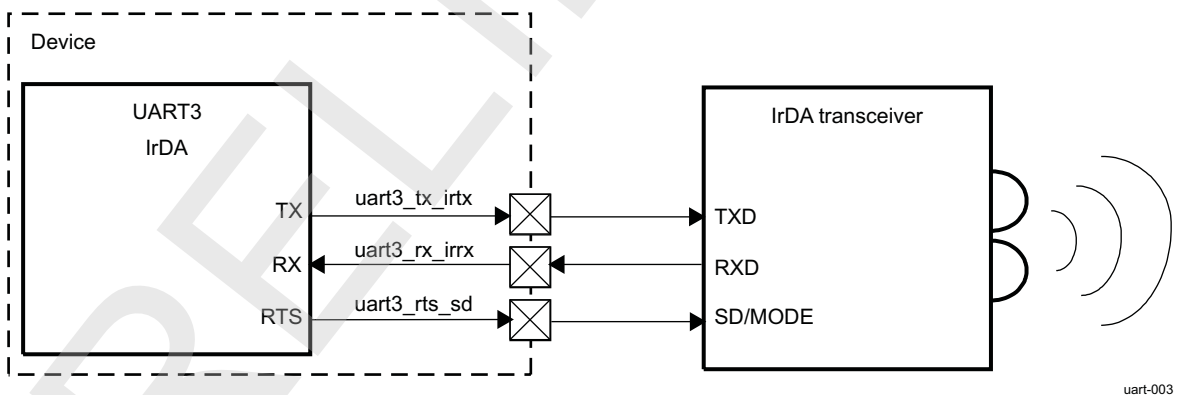 Device
UART3
IrDA
IrDA transceiver
TX
uart3_tx_irtx
TXD
RX
uart3_rx_irrx
RXD
RTS
uart3_rts_sd
SD/MODE
uart-003